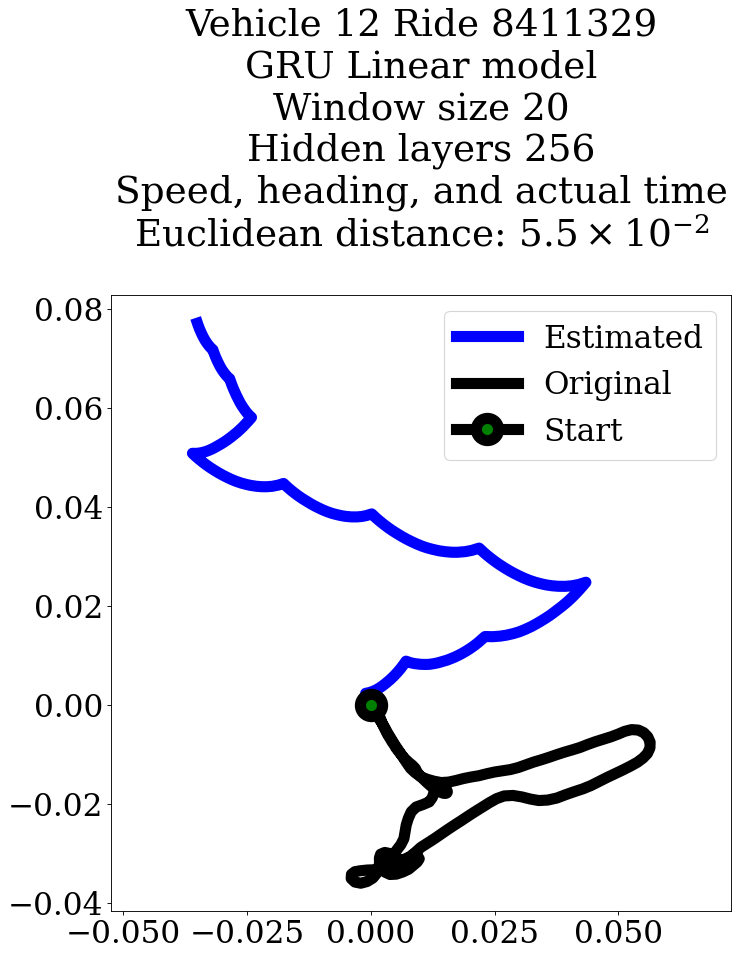 Vehicle 12 Ride 8411329
GRU Linear model
Window size 20
Hidden layers 256
Speed, heading, and actual time
Euclidean distance: 5.5 × 10⁻²
Estimated
Original
Start
0.08
0.06
0.04
0.02
0.00
−0.02
−0.04
−0.050 −0.025 0.000 0.025 0.050